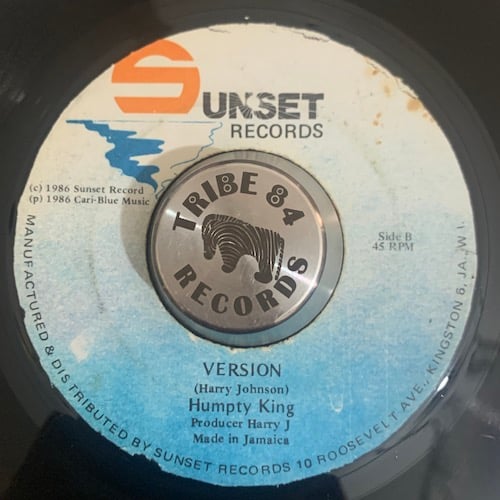 SUNSET
RECORDS
(c) 1986 Sunset Record
(p) 1986 Cari-Blue Music
TRIBE 84
RECORDS
Side B
45 RPM
VERSION
(Harry Johnson)
Humpty King
Producer Harry J
Made in Jamaica
MANUFACTURED & DISTRIBUTED BY SUNSET RECORDS 10 ROOSEVELT AVE., KINGSTON 6, JA., W.I.